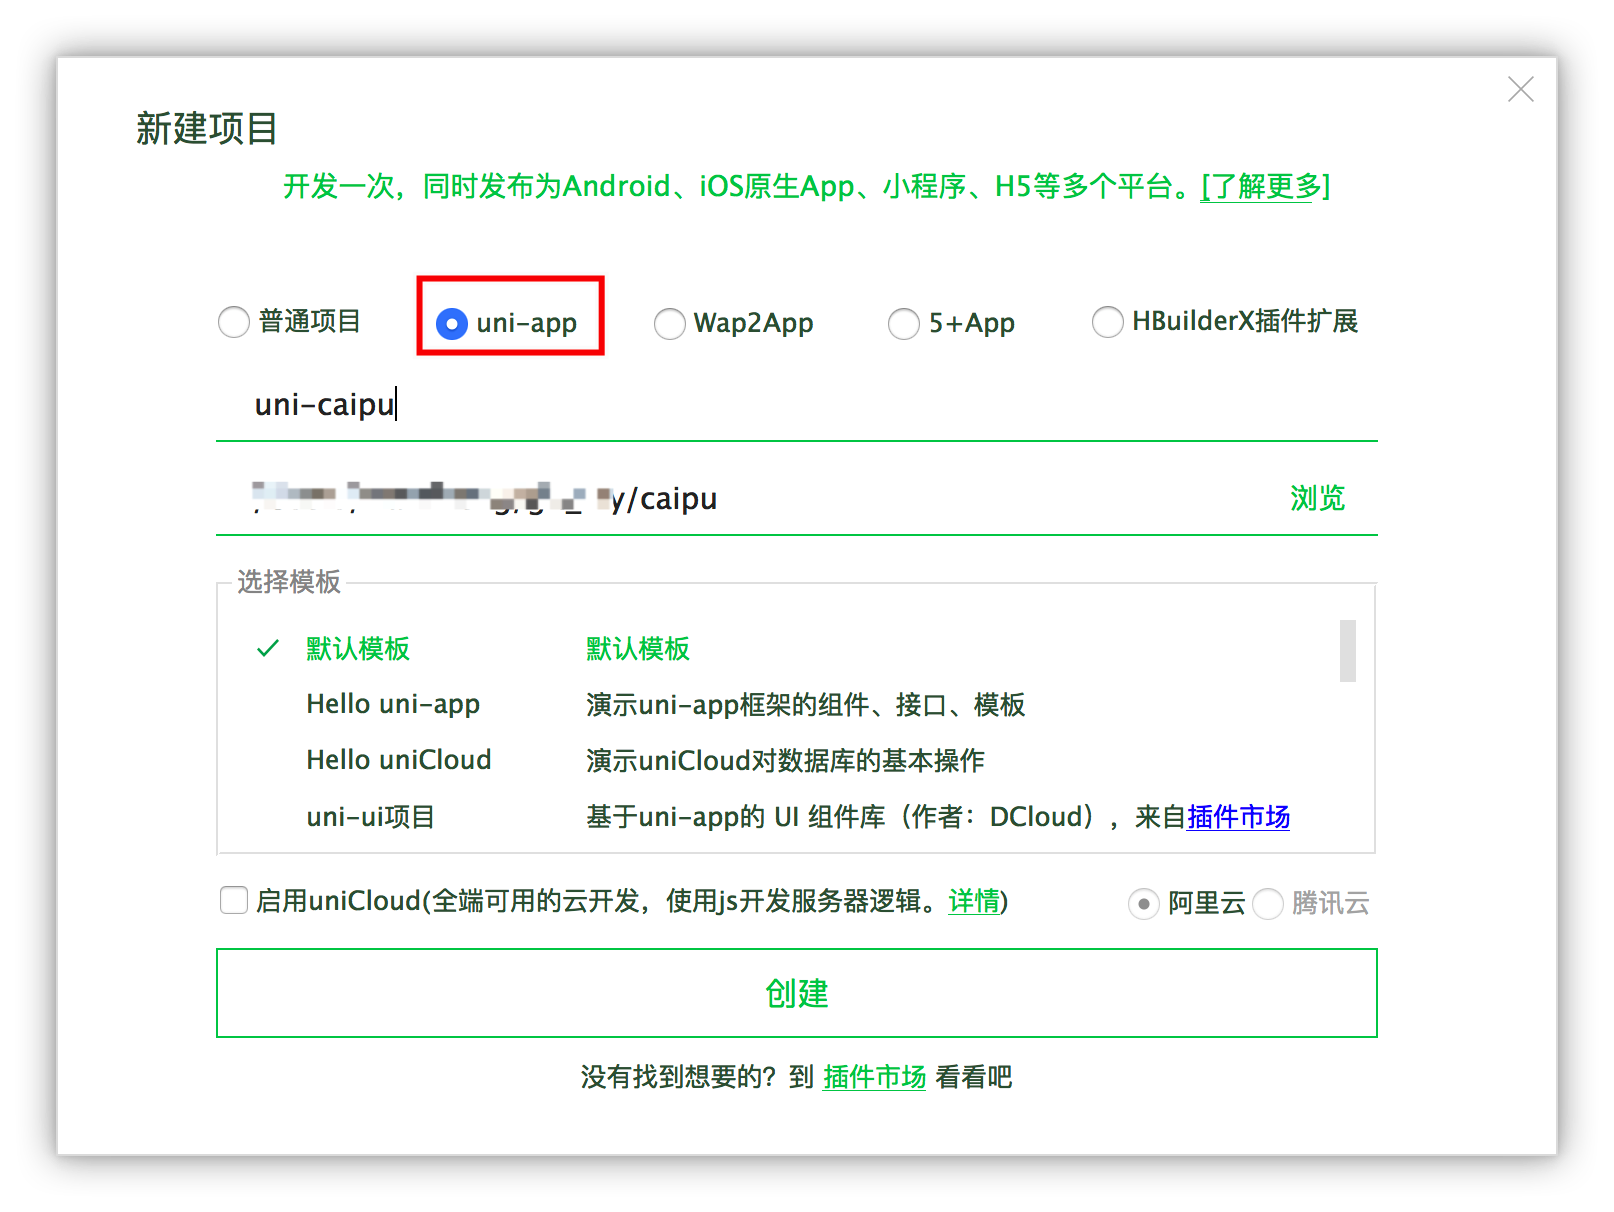 新建项目
开发一次，同时发布为Android、iOS原生App、小程序、H5等多个平台。[了解更多]
普通项目 uni-app Wap2App 5+App HBuilderX插件扩展
uni-caipu
y/caipu 浏览
选择模板
默认模板 默认模板
Hello uni-app 演示uni-app框架的组件、接口、模板
Hello uniCloud 演示uniCloud对数据库的基本操作
uni-ui项目 基于uni-app的 UI 组件库（作者：DCloud），来自插件市场
启用uniCloud(全端可用的云开发，使用js开发服务器逻辑。详情) 阿里云 腾讯云
创建
没有找到想要的？到 插件市场 看看吧